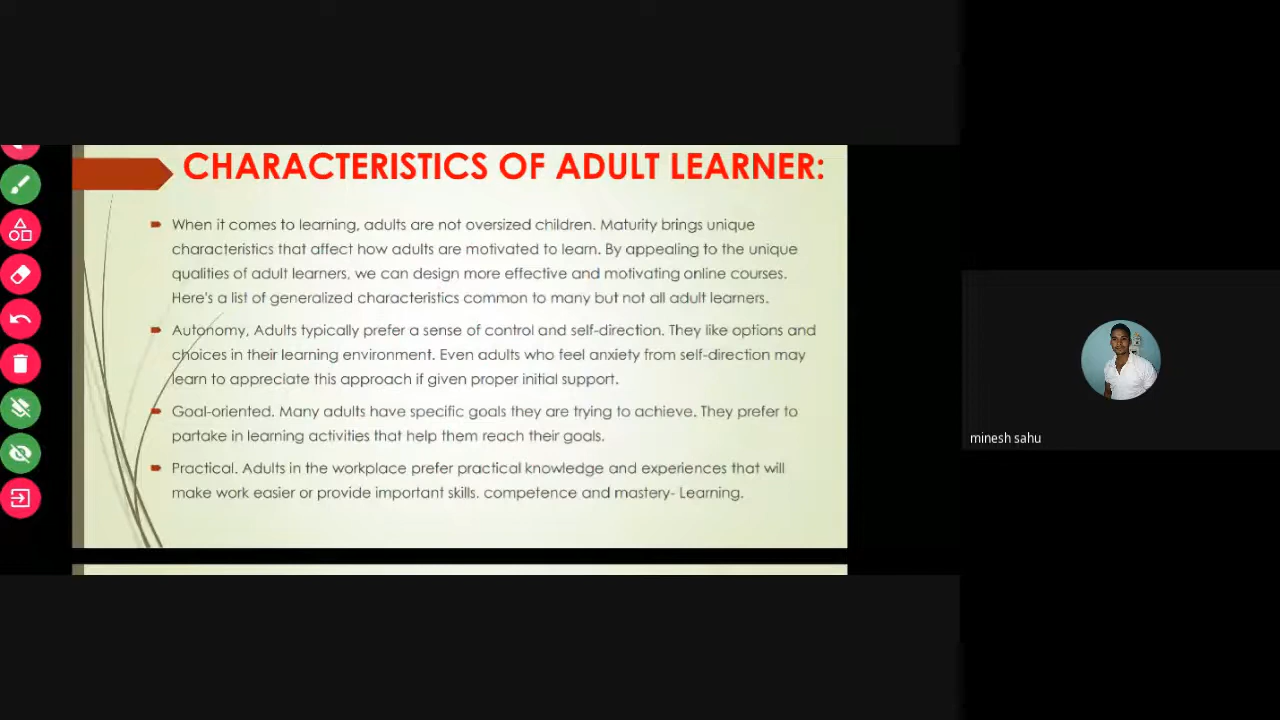 CHARACTERISTICS OF ADULT LEARNER:
When it comes to learning, adults are not oversized children. Maturity brings unique
characteristics that affect how adults are motivated to learn. By appealing to the unique
qualities of adult learners, we can design more effective and motivating online courses.
Here's a list of generalized characteristics common to many but not all adult learners.
Autonomy, Adults typically prefer a sense of control and self-direction. They like options and
choices in their learning environment. Even adults who feel anxiety from self-direction may
learn to appreciate this approach if given proper initial support.
Goal-oriented. Many adults have specific goals they are trying to achieve. They prefer to
partake in learning activities that help them reach their goals.
Practical. Adults in the workplace prefer practical knowledge and experiences that will
make work easier or provide important skills. competence and mastery- Learning.
minesh sahu